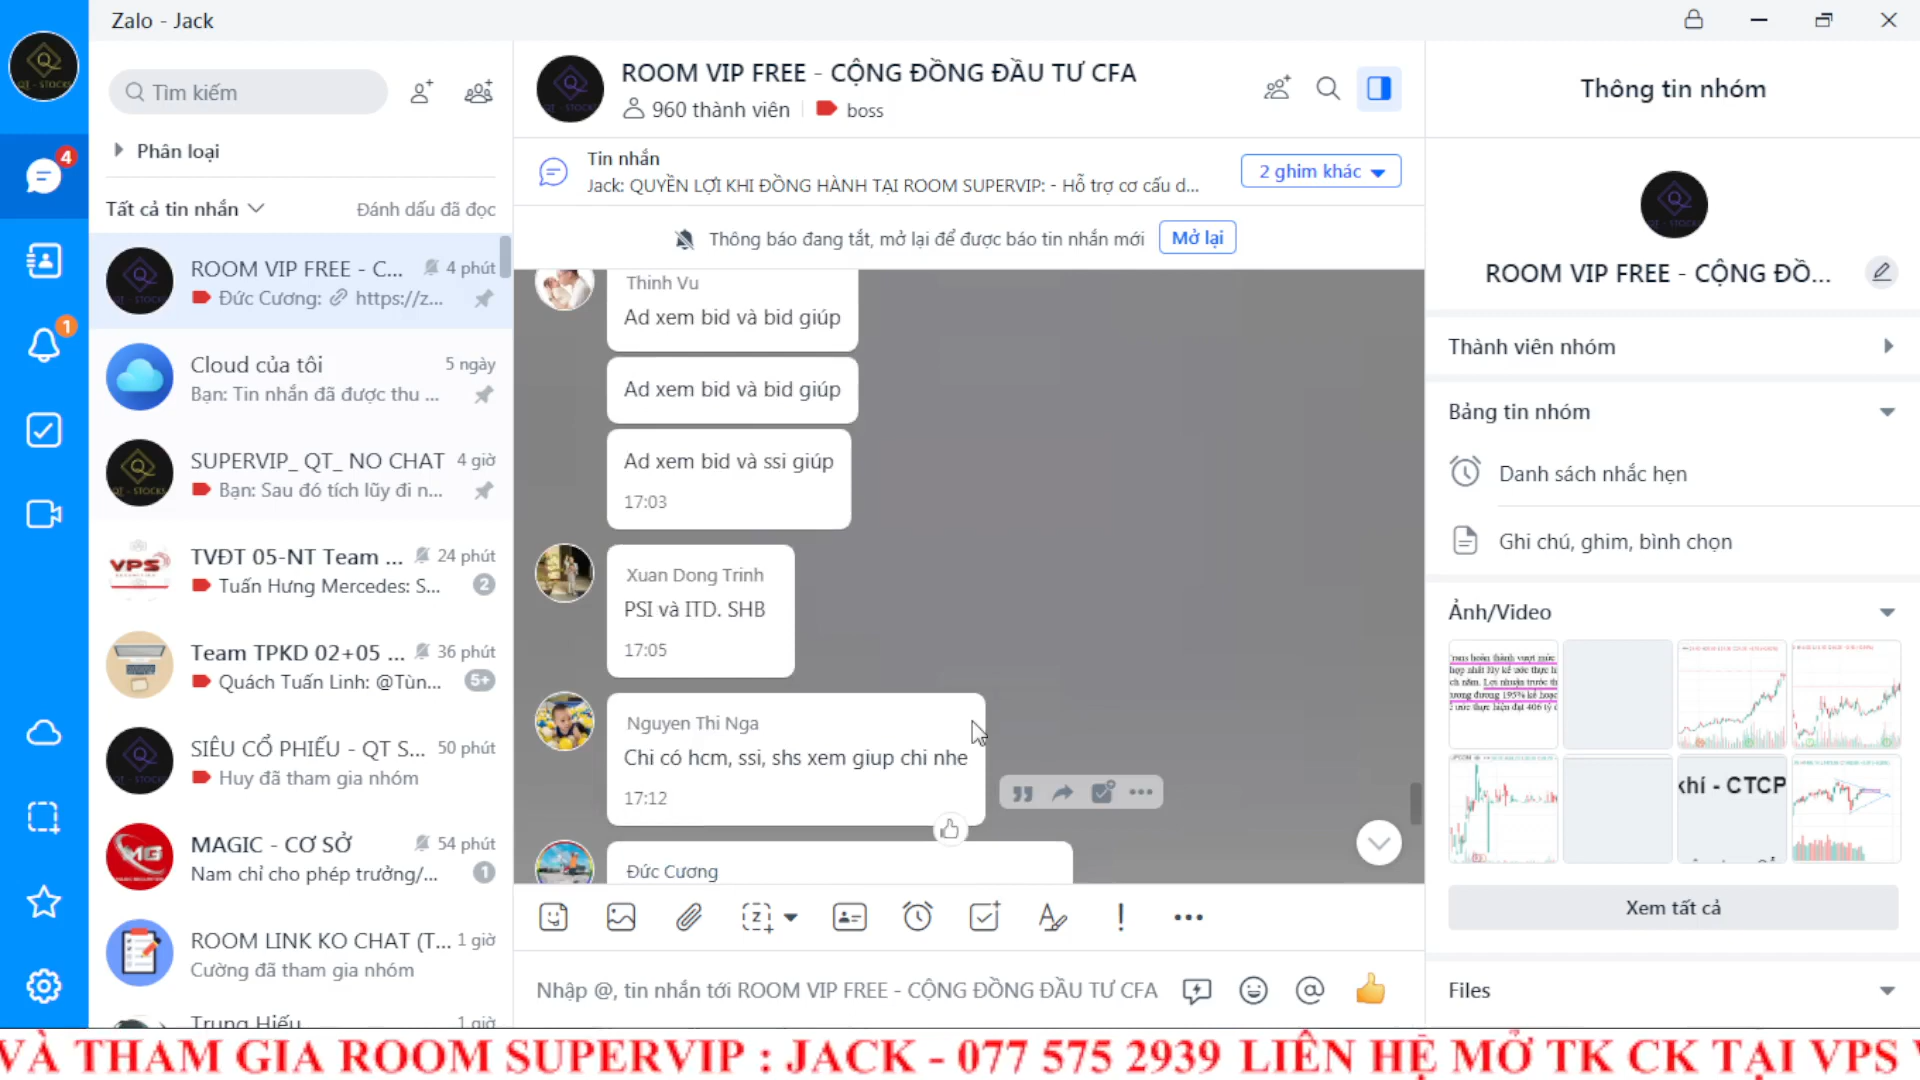 Zalo - Jack
Tìm kiếm
Phân loại
Tất cả tin nhắn
Đánh dấu đã đọc
4
1
ROOM VIP FREE - C...
4 phút
Đức Cương: https://z...
Cloud của tôi
5 ngày
Bạn: Tin nhắn đã được thu ...
SUPERVIP_ QT_ NO CHAT
4 giờ
Bạn: Sau đó tích lũy đi n...
TVĐT 05-NT Team ...
24 phút
Tuấn Hưng Mercedes: S...
2
Team TPKD 02+05 ...
36 phút
Quách Tuấn Linh: @Tùn...
5+
SIÊU CỔ PHIẾU - QT S...
50 phút
Huy đã tham gia nhóm
MAGIC - CƠ SỞ
54 phút
Nam chỉ cho phép trưởng/...
1
ROOM LINK KO CHAT (T...
1 giờ
Cường đã tham gia nhóm
Trung Hiếu
1 giờ
ROOM VIP FREE - CỘNG ĐỒNG ĐẦU TƯ CFA
960 thành viên
boss
Tin nhắn
Jack: QUYỀN LỢI KHI ĐỒNG HÀNH TẠI ROOM SUPERVIP: - Hỗ trợ cơ cấu d...
2 ghim khác
Thông báo đang tắt, mở lại để được báo tin nhắn mới
Mở lại
Thinh Vu
Ad xem bid và bid giúp
Ad xem bid và bid giúp
Ad xem bid và ssi giúp
17:03
Xuan Dong Trinh
PSI và ITD. SHB
17:05
Nguyen Thi Nga
Chi có hcm, ssi, shs xem giup chi nhe
17:12
Đức Cương
Nhập @, tin nhắn tới ROOM VIP FREE - CỘNG ĐỒNG ĐẦU TƯ CFA
Thông tin nhóm
ROOM VIP FREE - CỘNG ĐỒ...
Thành viên nhóm
Bảng tin nhóm
Danh sách nhắc hẹn
Ghi chú, ghim, bình chọn
Ảnh/Video
khí - CTCP
Xem tất cả
Files
VÀ THAM GIA ROOM SUPERVIP : JACK - 077 575 2939 LIÊN HỆ MỞ TK CK TẠI VPS